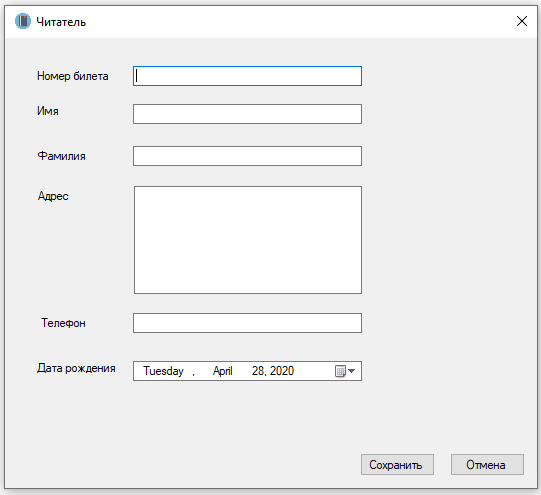 Читатель
Номер билета
Имя
Фамилия
Адрес
Телефон
Дата рождения Tuesday , April 28, 2020
Сохранить Отмена